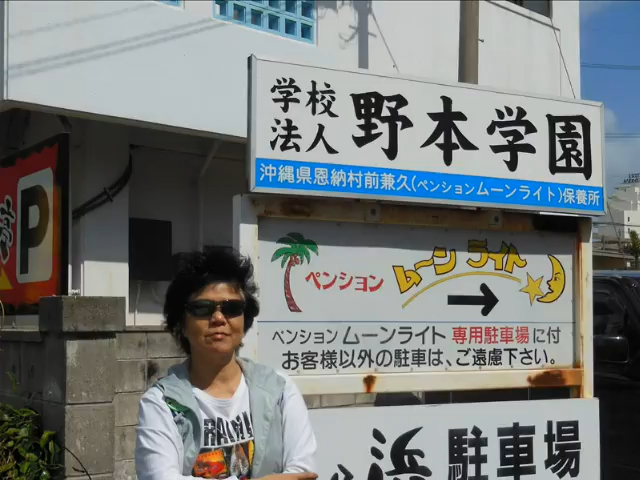 学校
法人
野本学園
沖縄県恩納村前兼久(ペンションムーンライト)保養所
ペンション
ムーン ライト
ペンション ムーンライト 専用駐車場に付
お客様以外の駐車は、ご遠慮下さい。
浜 駐車場
P